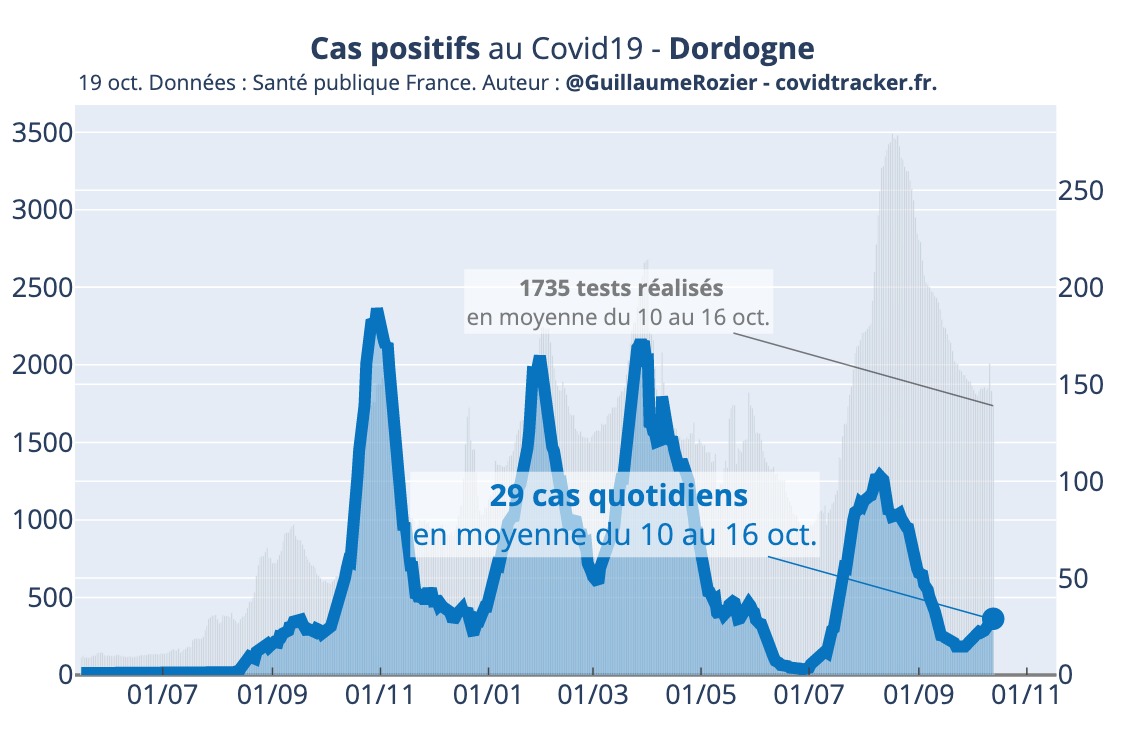 Cas positifs au Covid19 - Dordogne
19 oct. Données : Santé publique France. Auteur : @GuillaumeRozier - covidtracker.fr.
3500
3000
2500
2000
1500
1000
500
0
250
200
150
100
50
0
1735 tests réalisés
en moyenne du 10 au 16 oct.
29 cas quotidiens
en moyenne du 10 au 16 oct.
01/07 01/09 01/11 01/01 01/03 01/05 01/07 01/09 01/11